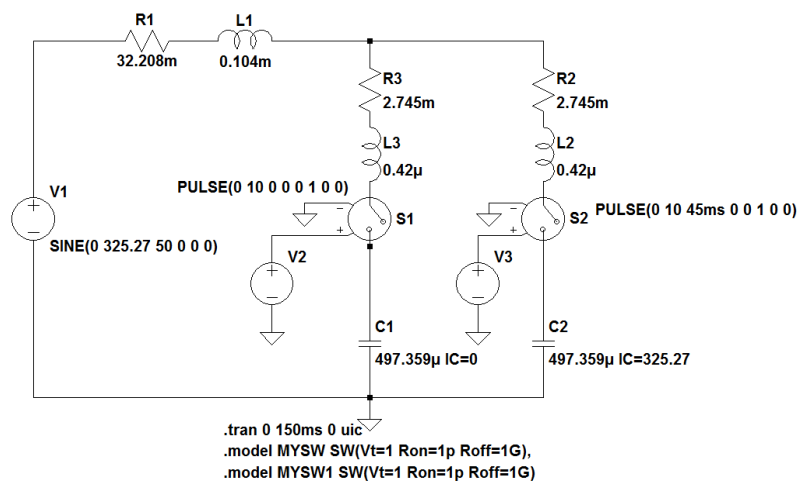 R1
L1
32.208m
0.104m
R3
R2
2.745m
2.745m
L3
L2
0.42µ
0.42µ
PULSE(0 10 0 0 0 1 0 0)
V1
S1
PULSE(0 10 45ms 0 0 1 0 0)
S2
SINE(0 325.27 50 0 0 0)
V2
V3
C1
C2
497.359µ IC=0
497.359µ IC=325.27
.tran 0 150ms 0 uic
.model MYSW SW(Vt=1 Ron=1p Roff=1G),
.model MYSW1 SW(Vt=1 Ron=1p Roff=1G)